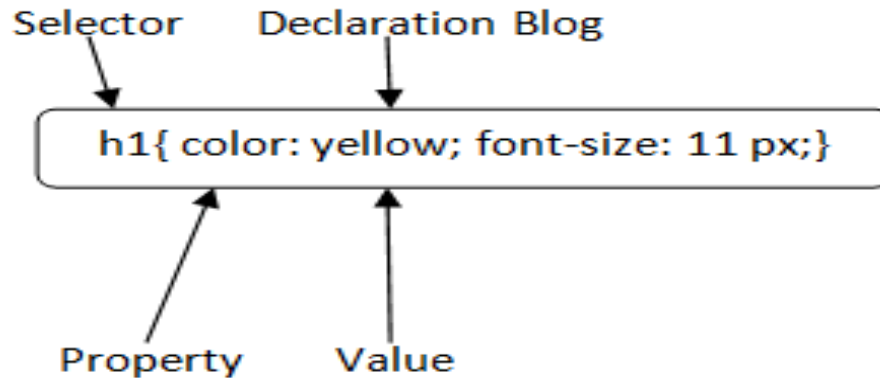 Selector Declaration Blog
h1{ color: yellow; font-size: 11 px;}
Property Value